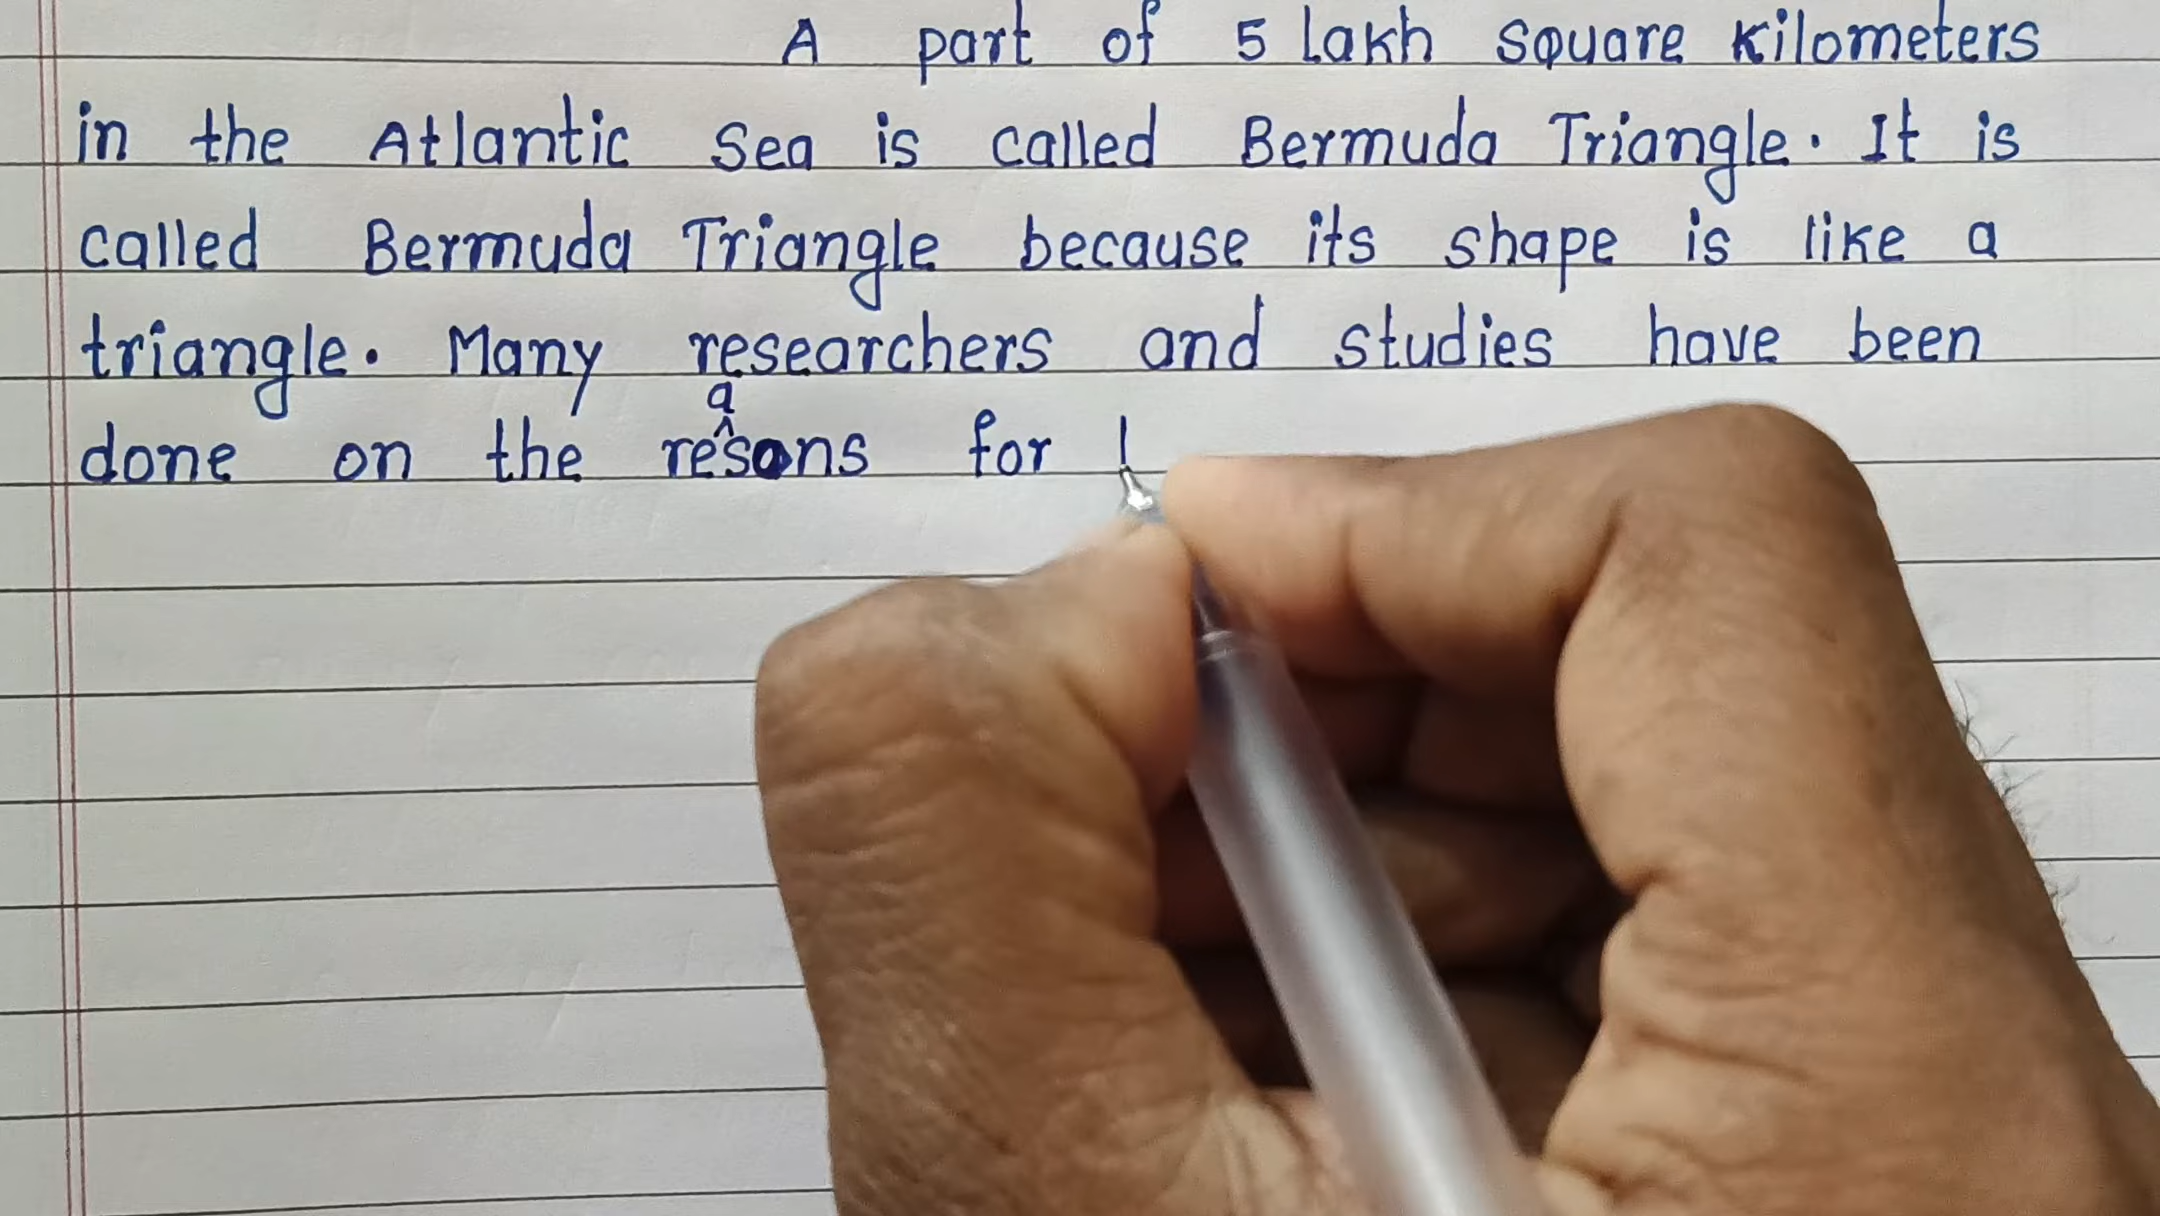 A part of 5 lakh square kilometers
in the Atlantic Sea is called Bermuda Triangle. It is
called Bermuda Triangle because its shape is like a
triangle. Many researchers and studies have been
done on the reasons for